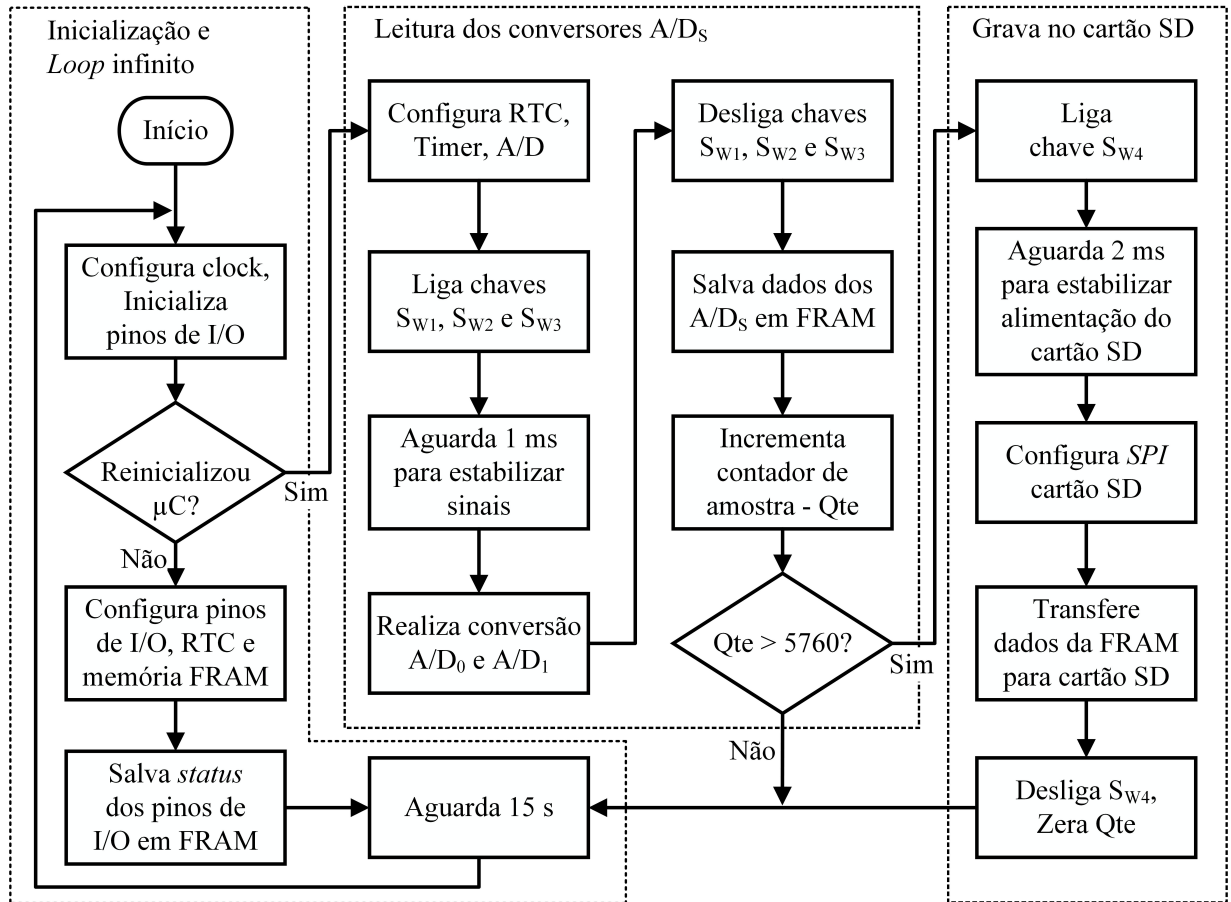 Inicialização e
Loop infinito
Início
Configura clock,
Inicializa
pinos de I/O
Reinicializou
µC?
Sim
Não
Configura pinos
de I/O, RTC e
memória FRAM
Salva status
dos pinos de
I/O em FRAM
Aguarda 15 s
Leitura dos conversores A/DS
Configura RTC,
Timer, A/D
Liga chaves
SW1, SW2 e SW3
Aguarda 1 ms
para estabilizar
sinais
Realiza conversão
A/D0 e A/D1
Desliga chaves
SW1, SW2 e SW3
Salva dados dos
A/DS em FRAM
Incrementa
contador de
amostra - Qte
Qte > 5760?
Sim
Não
Grava no cartão SD
Liga
chave SW4
Aguarda 2 ms
para estabilizar
alimentação do
cartão SD
Configura SPI
cartão SD
Transfere
dados da FRAM
para cartão SD
Desliga SW4,
Zera Qte